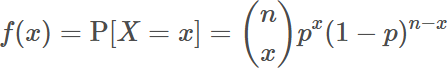 f(x) = P[X = x] = \binom{n}{x} p^x (1 − p)^{n−x}